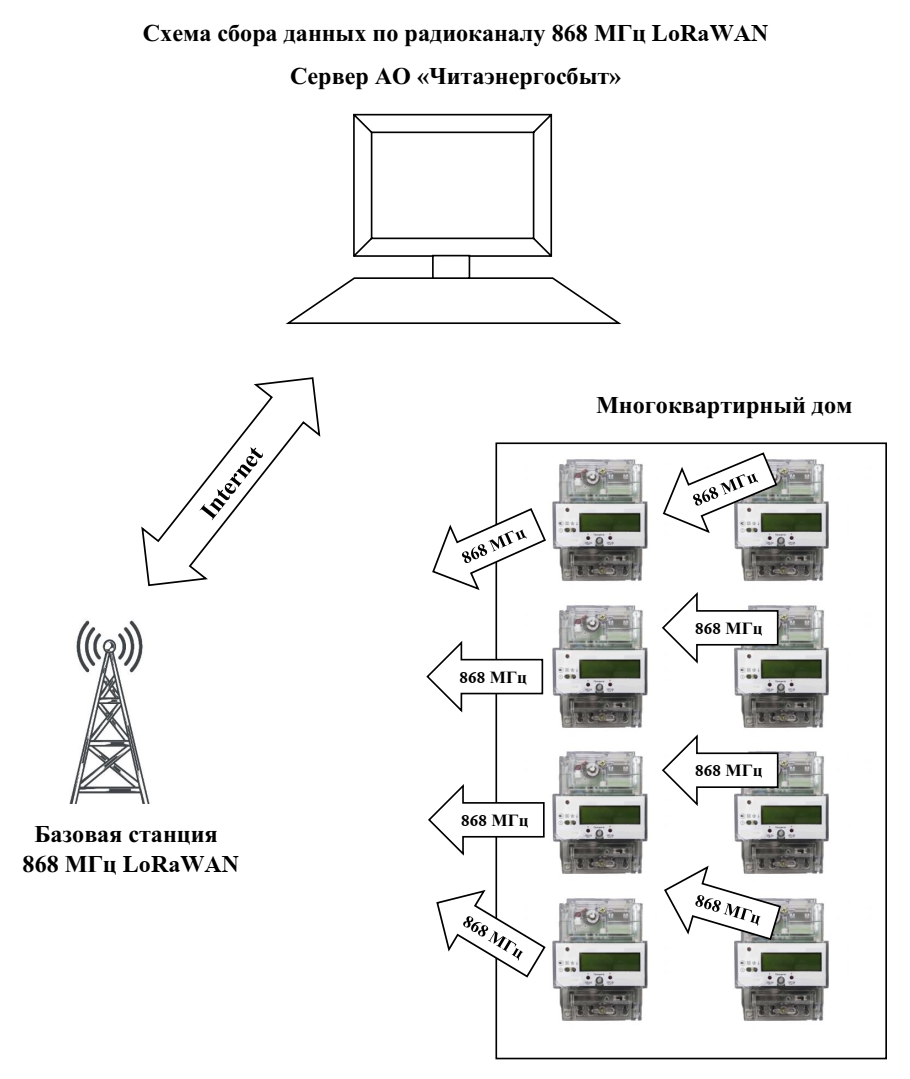 Схема сбора данных по радиоканалу 868 МГц LoRaWAN
Сервер АО «Читаэнергосбыт»
Internet
Многоквартирный дом
868 МГц
868 МГц
868 МГц
868 МГц
868 МГц
868 МГц
868 МГц
868 МГц
Базовая станция
868 МГц LoRaWAN